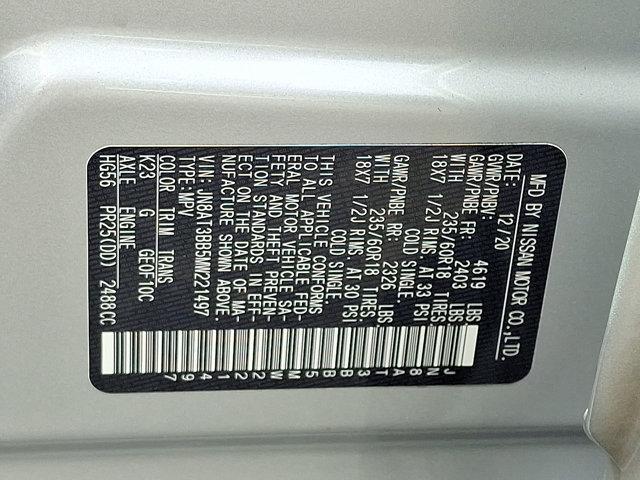 MFD BY NISSAN MOTOR CO.,LTD.
DATE: 12/20
GVWR/PNBV: 4619 LBS
GAWR/PNBE FR: 2403 LBS
WITH 235/60R18 TIRES
18X7 1/2J RIMS AT 33 PSI
COLD SINGLE.
GAWR/PNBE RR: 2326 LBS
WITH 235/60R18 TIRES
18X7 1/2J RIMS AT 30 PSI
COLD SINGLE.
THIS VEHICLE CONFORMS
TO ALL APPLICABLE FED-
ERAL MOTOR VEHICLE SA-
FETY AND THEFT PREVEN-
TION STANDARDS IN EFF-
ECT ON THE DATE OF MA-
NUFACTURE SHOWN ABOVE.
VIN: JN8AT3BB5MW221497
TYPE: MPV
COLOR TRIM TRANS
K23 G GE0F10C
AXLE ENGINE
HG56 PR25(DD) 2488CC
JN8AT3BB5MW221497